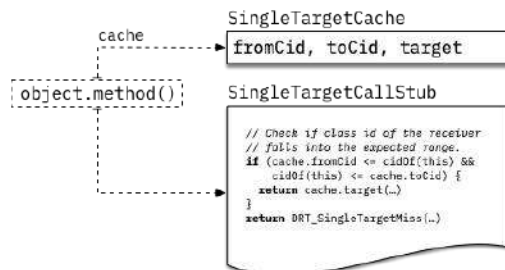 SingleTargetCache
cache
fromCid, toCid, target
object.method()
SingleTargetCallStub
// Check if class id of the receiver
// falls into the expected range.
if (cache.fromCid <= cidOf(this) &&
cidOf(this) <= cache.toCid) {
return cache.target(…)
}
return DRT_SingleTargetMiss(…)